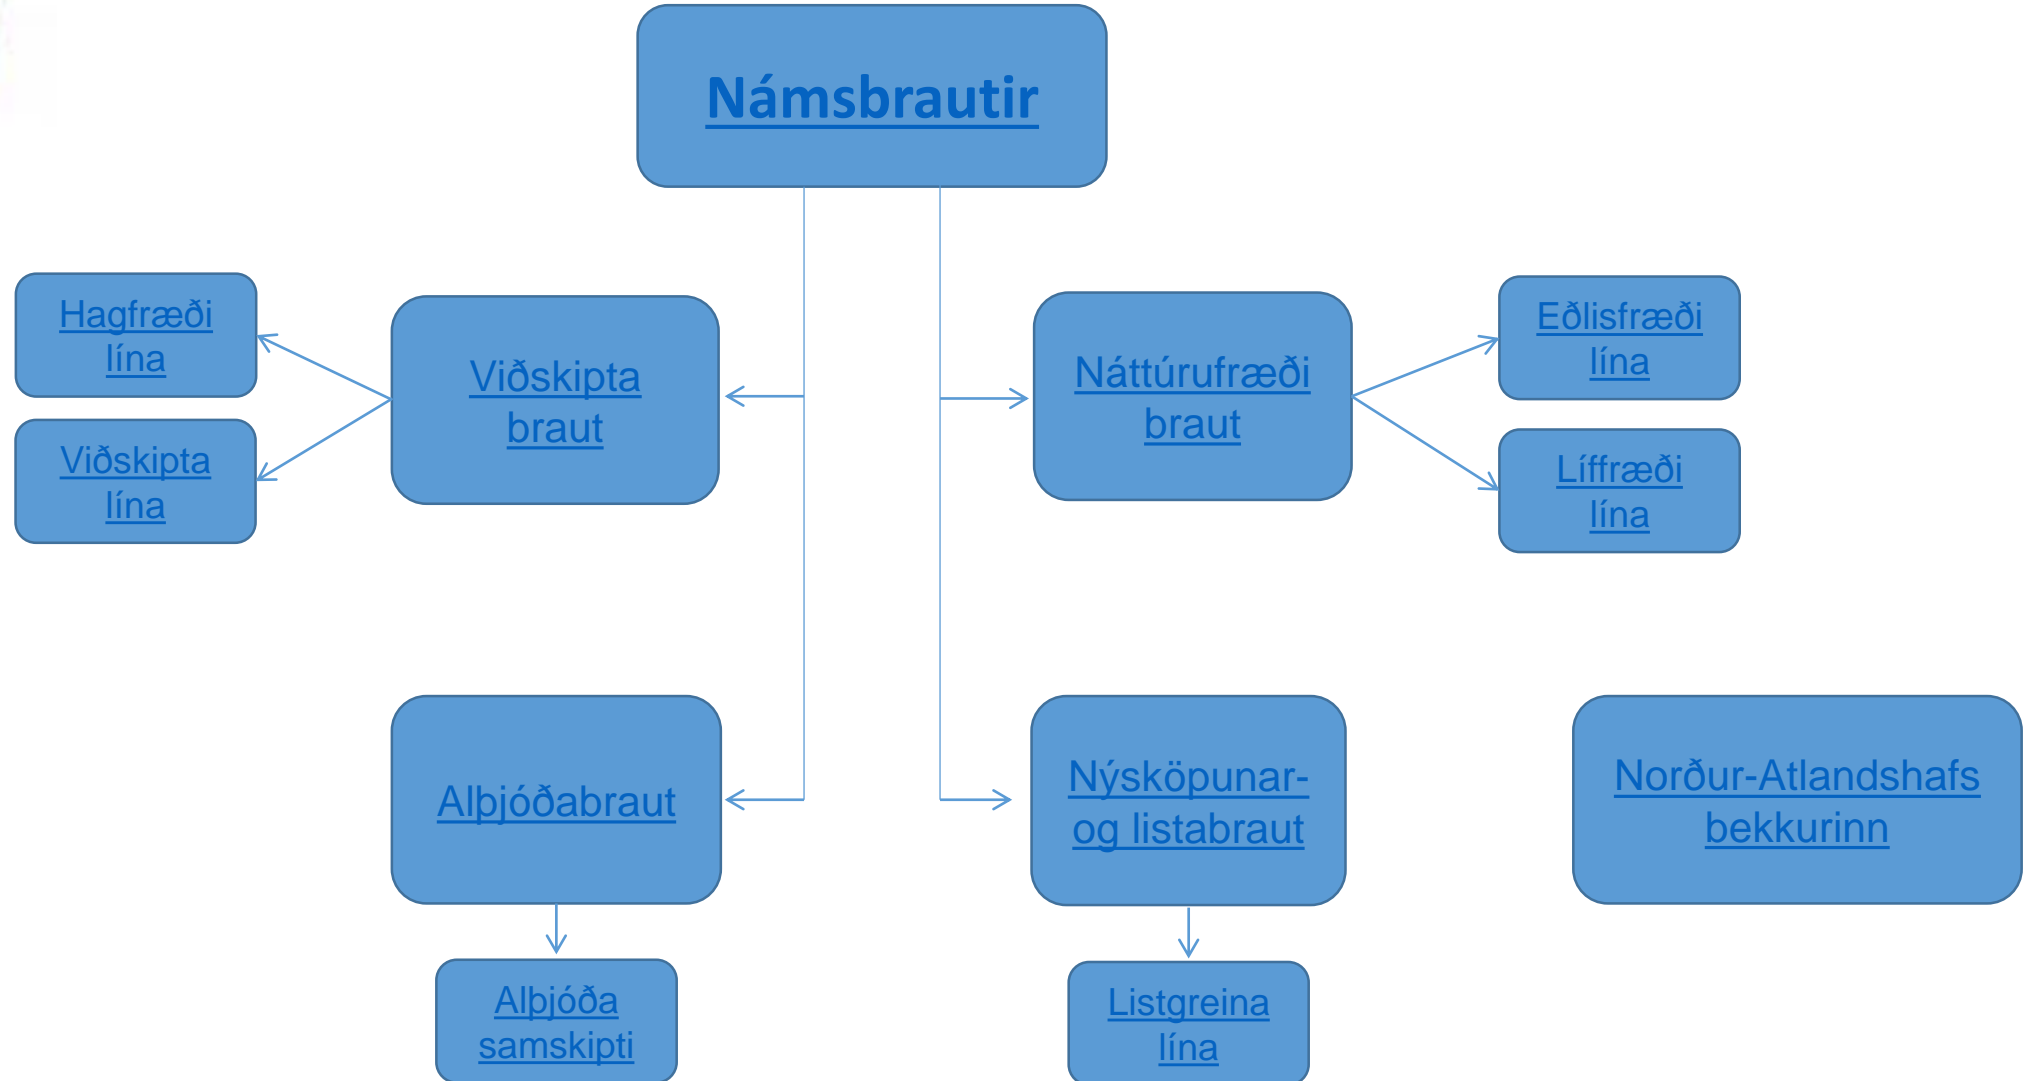 Námsbrautir
Hagfræði
lína
Viðskipta
lína
Viðskipta
braut
Náttúrufræði
braut
Eðlisfræði
lína
Líffræði
lína
Alþjóðabraut
Nýsköpunar-
og listabraut
Norður-Atlandshafs
bekkurinn
Alþjóða
samskipti
Listgreina
lína